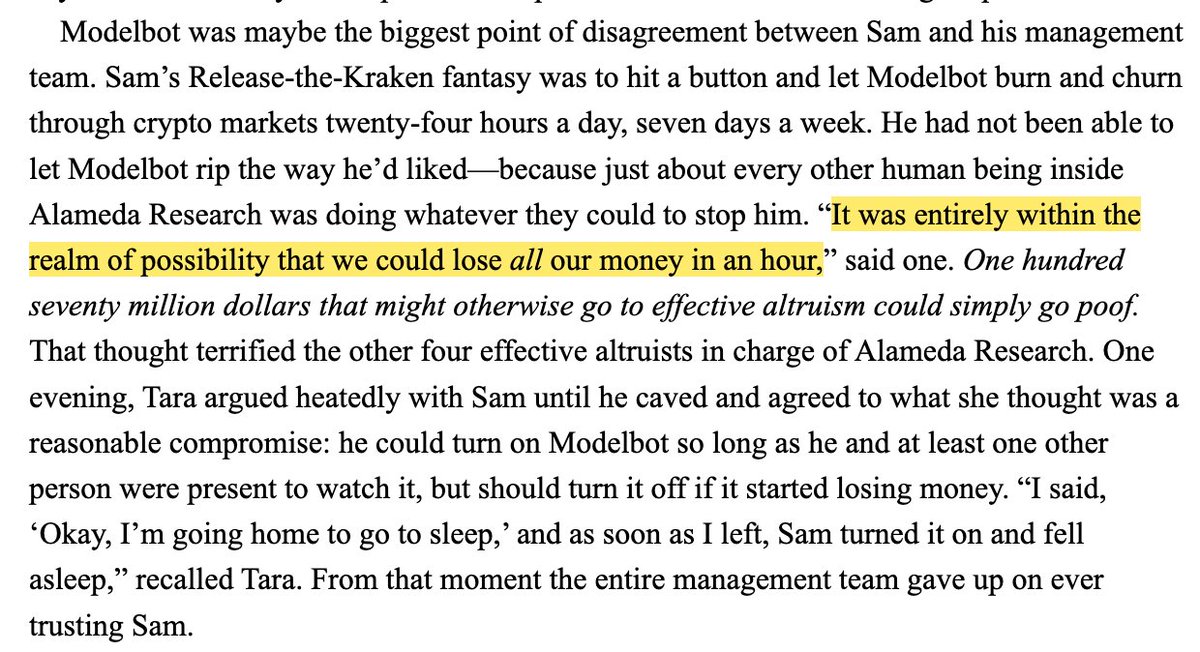 Modelbot was maybe the biggest point of disagreement between Sam and his management
team. Sam’s Release-the-Kraken fantasy was to hit a button and let Modelbot burn and churn
through crypto markets twenty-four hours a day, seven days a week. He had not been able to
let Modelbot rip the way he’d liked—because just about every other human being inside
Alameda Research was doing whatever they could to stop him. “It was entirely within the
realm of possibility that we could lose all our money in an hour,” said one. One hundred
seventy million dollars that might otherwise go to effective altruism could simply go poof.
That thought terrified the other four effective altruists in charge of Alameda Research. One
evening, Tara argued heatedly with Sam until he caved and agreed to what she thought was a
reasonable compromise: he could turn on Modelbot so long as he and at least one other
person were present to watch it, but should turn it off if it started losing money. “I said,
‘Okay, I’m going home to go to sleep,’ and as soon as I left, Sam turned it on and fell
asleep,” recalled Tara. From that moment the entire management team gave up on ever
trusting Sam.